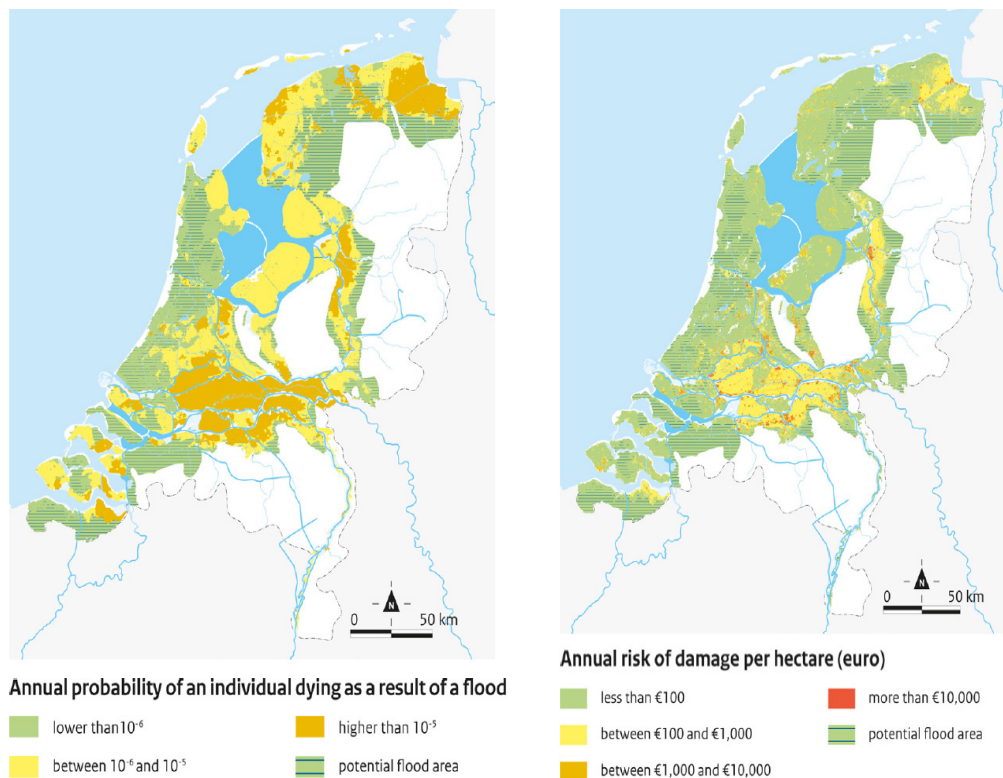 N
0 50 km
Annual probability of an individual dying as a result of a flood
lower than 10⁻⁶
higher than 10⁻⁵
between 10⁻⁶ and 10⁻⁵
potential flood area
N
0 50 km
Annual risk of damage per hectare (euro)
less than €100
more than €10,000
between €100 and €1,000
potential flood area
between €1,000 and €10,000